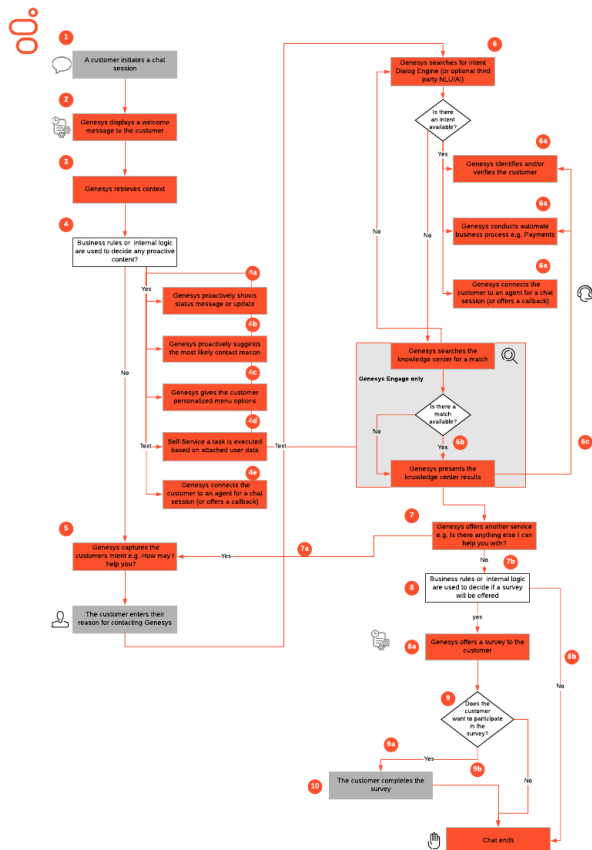 1
A customer initiates a chat
session
2
Genesys displays a welcome
message to the customer
3
Genesys retrieves context
4
Business rules or internal logic
are used to decide any proactive
content?
Yes
No
4a
Genesys proactively shows
status message or update
4b
Genesys proactively suggests
the most likely contact reason
4c
Genesys gives the customer
personalized menu options
4d
Text
Self-Service a task is executed
based on attached user data
Text
4e
Genesys connects the
customer to an agent for a chat
session (or offers a callback)
5
Genesys captures the
customers intent e.g. How may I
help you?
The customer enters their
reason for contacting Genesys
6
Genesys searches for intent
Dialog Engine (or optional third
party NLU/AI)
Is there
an intent
available?
Yes
No
No
6a
Genesys identifies and/or
verifies the customer
6a
Genesys conducts automate
business process e.g. Payments
6a
Genesys connects the
customer to an agent for a chat
session (or offers a callback)
Genesys searches the
knowledge center for a match
Genesys Engage only
Is there a
match
available?
No
Yes
6b
6c
Genesys presents the
knowledge center results
7
Genesys offers another service
e.g. Is there anything else I can
help you with?
Yes
7a
No
7b
8
Business rules or internal logic
are used to decide if a survey
will be offered
yes
8b
No
8a
Genesys offers a survey to the
customer
9
Does the
customer
want to participate
in the
survey?
9a
Yes
9b
No
10
The customer completes the
survey
Chat ends